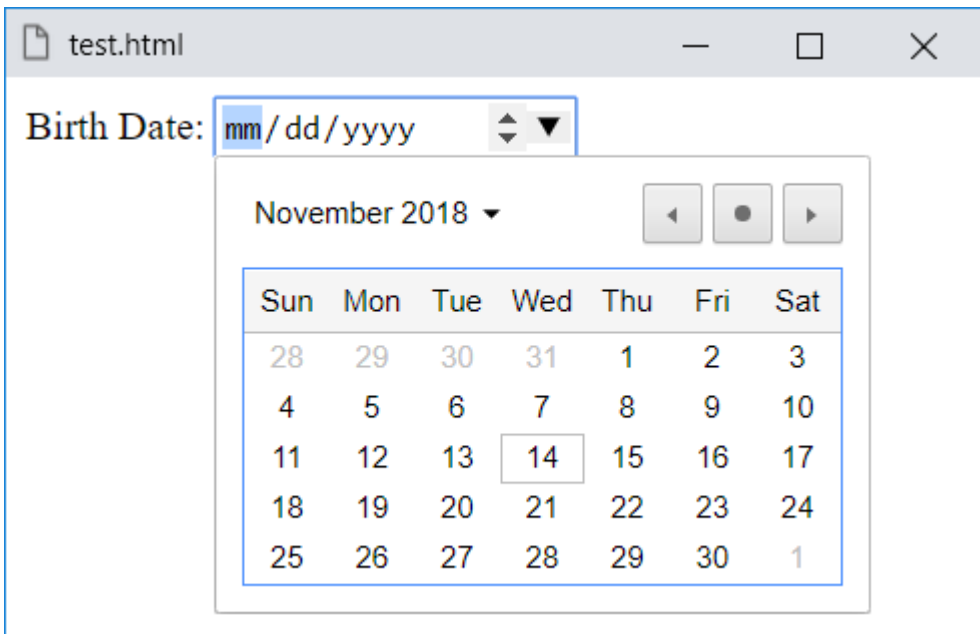 test.html
Birth Date: mm/dd/yyyy
November 2018
Sun Mon Tue Wed Thu Fri Sat
28 29 30 31 1 2 3
4 5 6 7 8 9 10
11 12 13 14 15 16 17
18 19 20 21 22 23 24
25 26 27 28 29 30 1